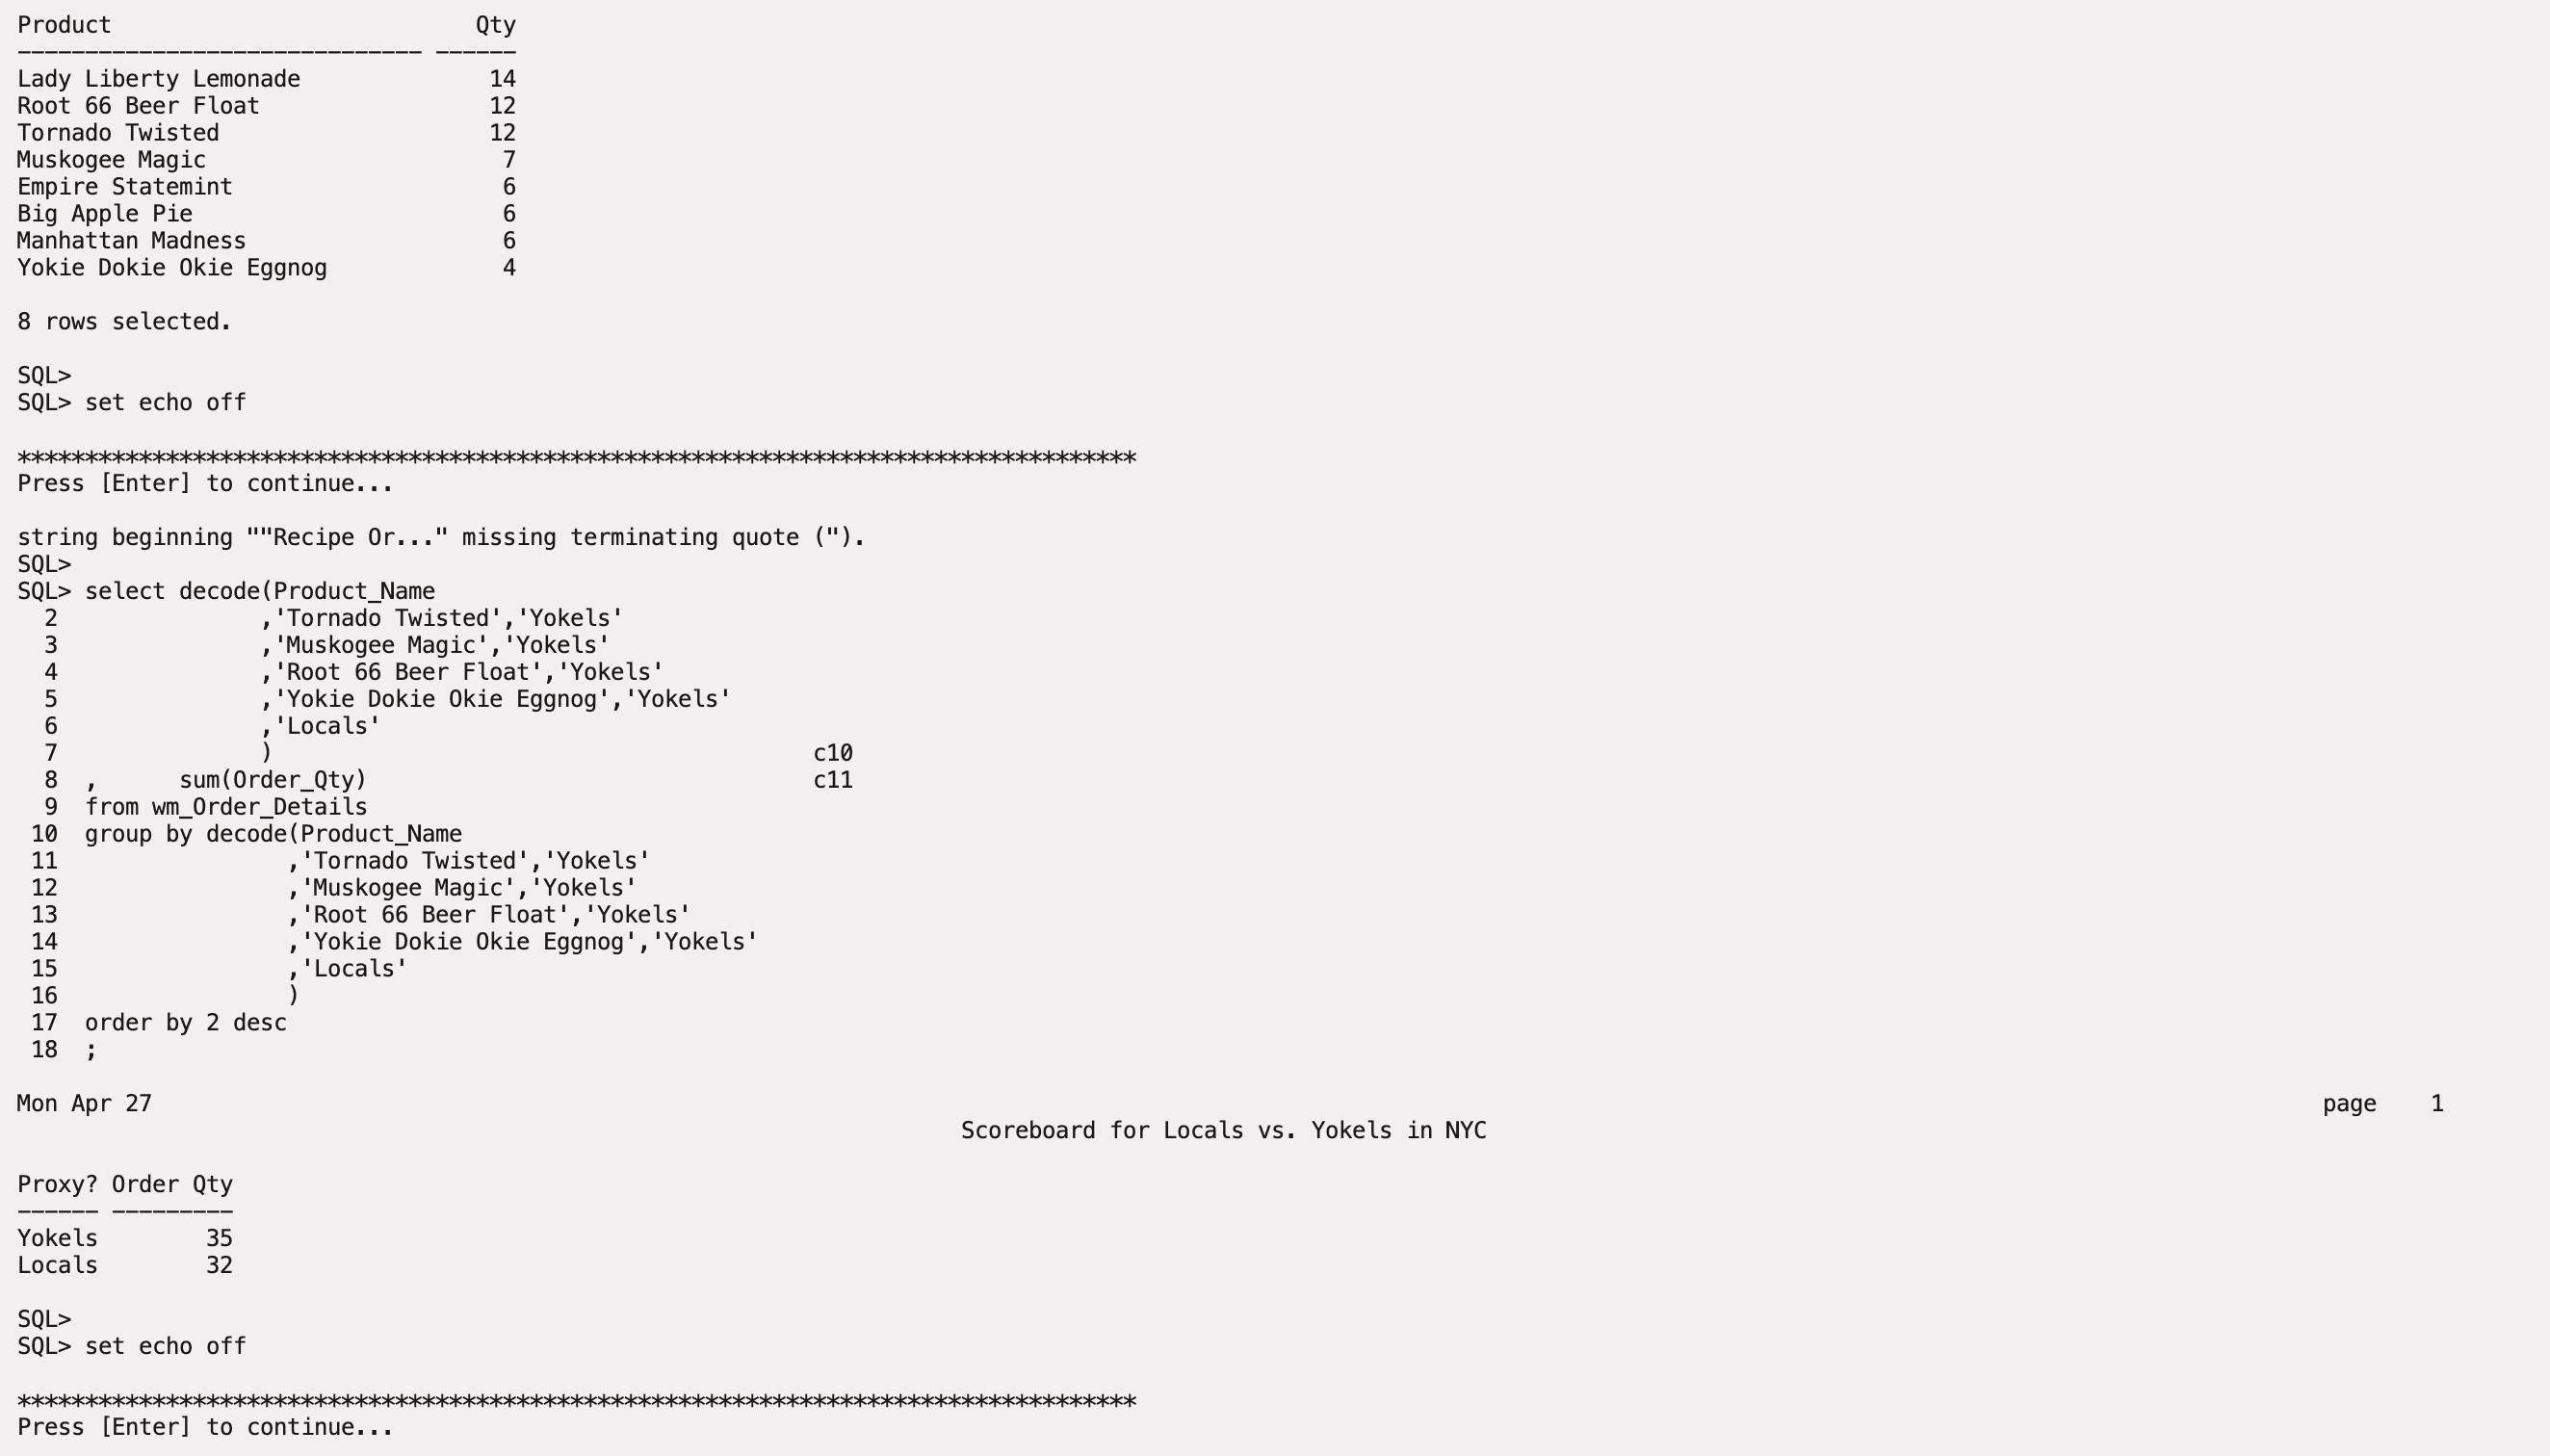 Product                           Qty
------------------------------ ------
Lady Liberty Lemonade              14
Root 66 Beer Float                 12
Tornado Twisted                    12
Muskogee Magic                      7
Empire Statemint                    6
Big Apple Pie                       6
Manhattan Madness                   6
Yokie Dokie Okie Eggnog             4
8 rows selected.
SQL>
SQL> set echo off
***********************************************************************************
Press [Enter] to continue...
string beginning ""Recipe Or..." missing terminating quote (").
SQL>
SQL> select decode(Product_Name
  2               ,'Tornado Twisted','Yokels'
  3               ,'Muskogee Magic','Yokels'
  4               ,'Root 66 Beer Float','Yokels'
  5               ,'Yokie Dokie Okie Eggnog','Yokels'
  6               ,'Locals'
  7               )                                        c10
  8  ,      sum(Order_Qty)                                 c11
  9  from wm_Order_Details
 10  group by decode(Product_Name
 11                 ,'Tornado Twisted','Yokels'
 12                 ,'Muskogee Magic','Yokels'
 13                 ,'Root 66 Beer Float','Yokels'
 14                 ,'Yokie Dokie Okie Eggnog','Yokels'
 15                 ,'Locals'
 16                 )
 17  order by 2 desc
 18  ;
Mon Apr 27                                                                 page    1
Scoreboard for Locals vs. Yokels in NYC
Proxy? Order Qty
------ ---------
Yokels        35
Locals        32
SQL>
SQL> set echo off
***********************************************************************************
Press [Enter] to continue...